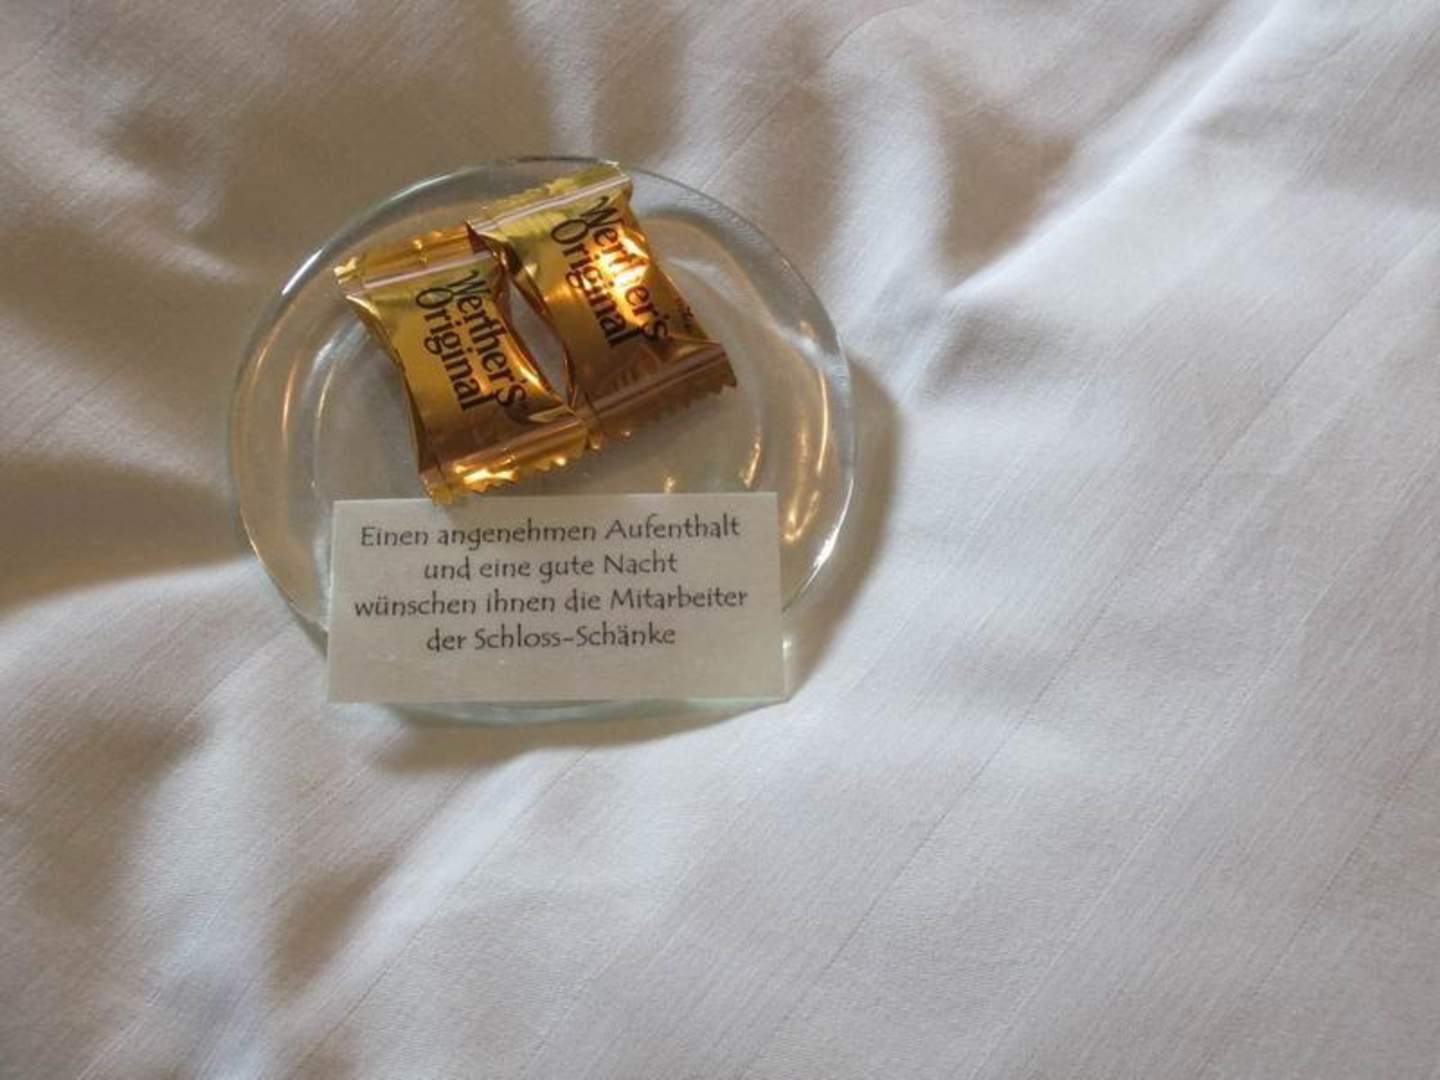 Werther's
Original
Werther's
Original
Einen angenehmen Aufenthalt
und eine gute Nacht
wünschen ihnen die Mitarbeiter
der Schloss-Schänke